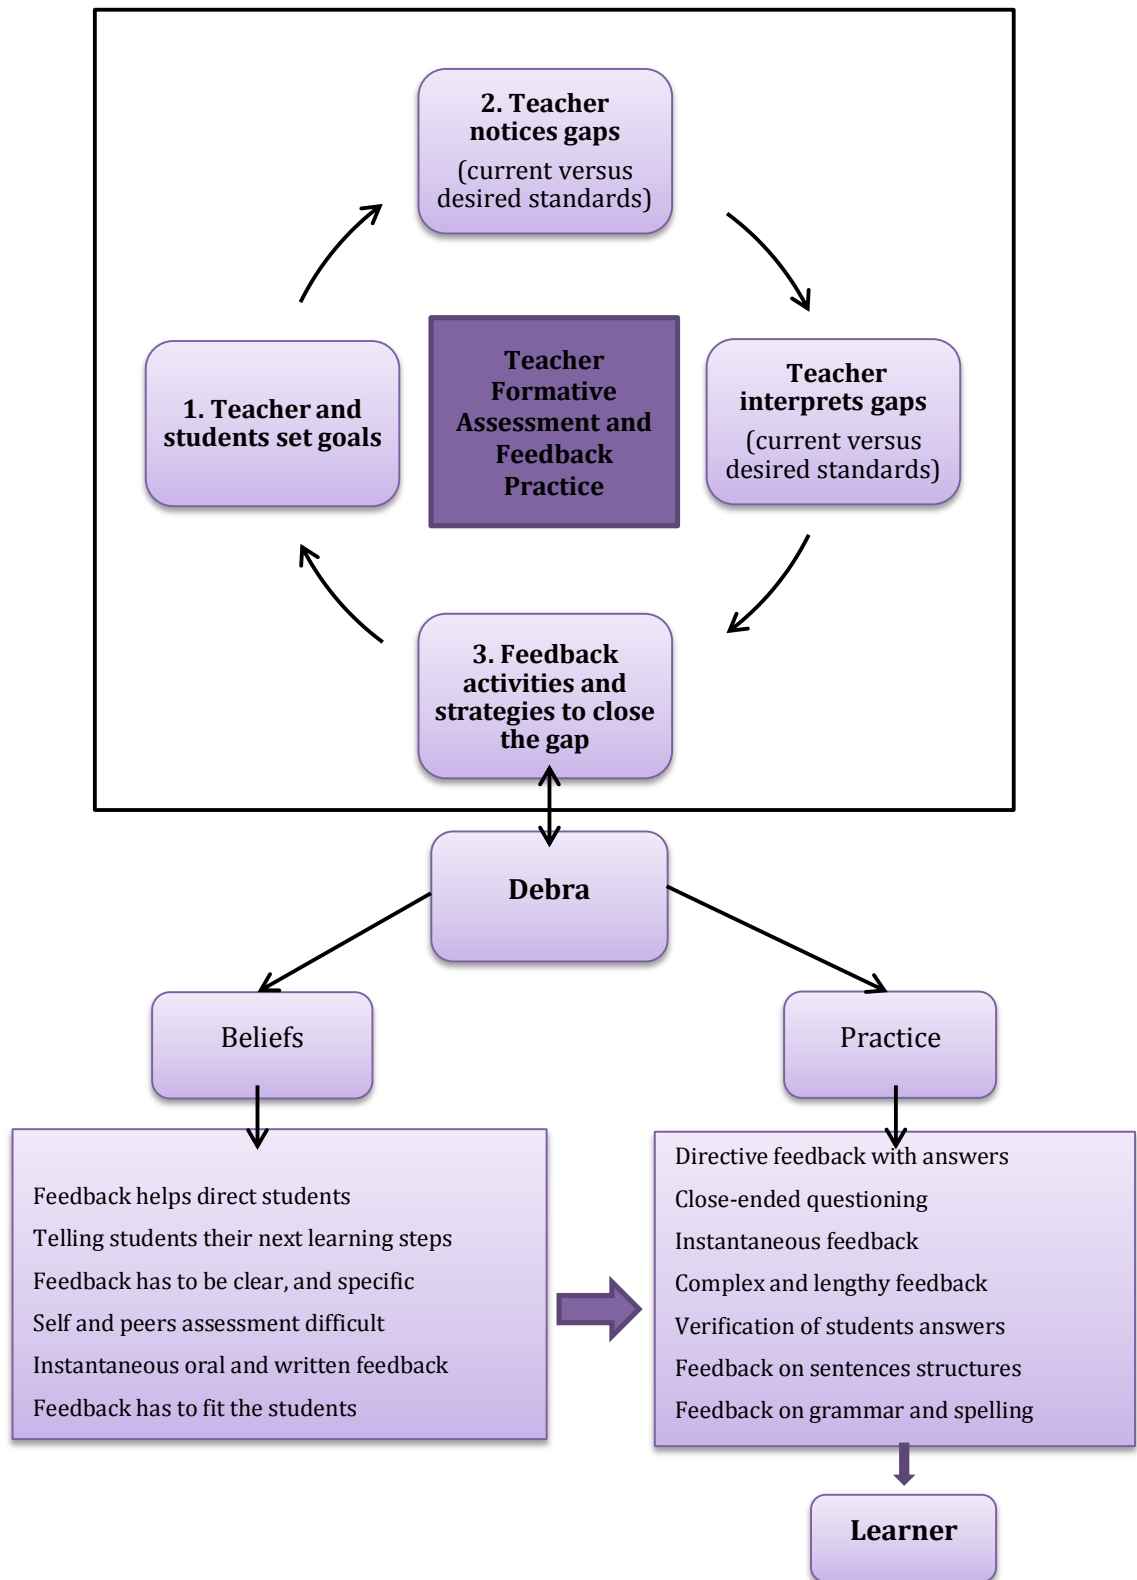 2. Teacher
notices gaps
(current versus
desired standards)
1. Teacher and
students set goals
Teacher
Formative
Assessment and
Feedback
Practice
Teacher
interprets gaps
(current versus
desired standards)
3. Feedback
activities and
strategies to close
the gap
Debra
Beliefs
Practice
Feedback helps direct students
Telling students their next learning steps
Feedback has to be clear, and specific
Self and peers assessment difficult
Instantaneous oral and written feedback
Feedback has to fit the students
Directive feedback with answers
Close-ended questioning
Instantaneous feedback
Complex and lengthy feedback
Verification of students answers
Feedback on sentences structures
Feedback on grammar and spelling
Learner